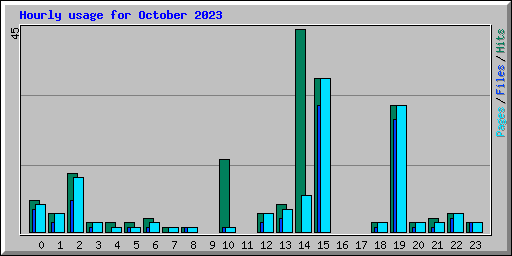 Hourly usage for October 2023
45
Pages/Files/Hits
0 1 2 3 4 5 6 7 8 9 10 11 12 13 14 15 16 17 18 19 20 21 22 23